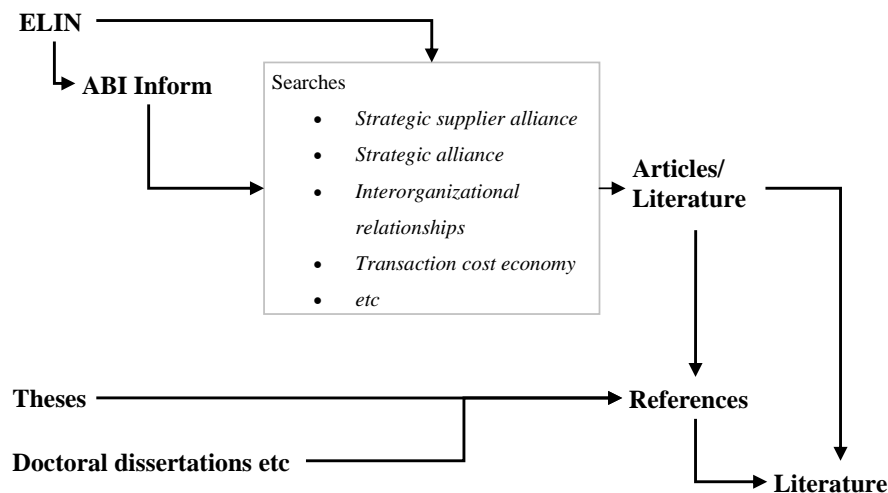 ELIN
ABI Inform
Searches
• Strategic supplier alliance
• Strategic alliance
• Interorganizational
relationships
• Transaction cost economy
• etc
Articles/
Literature
Theses
References
Doctoral dissertations etc
Literature